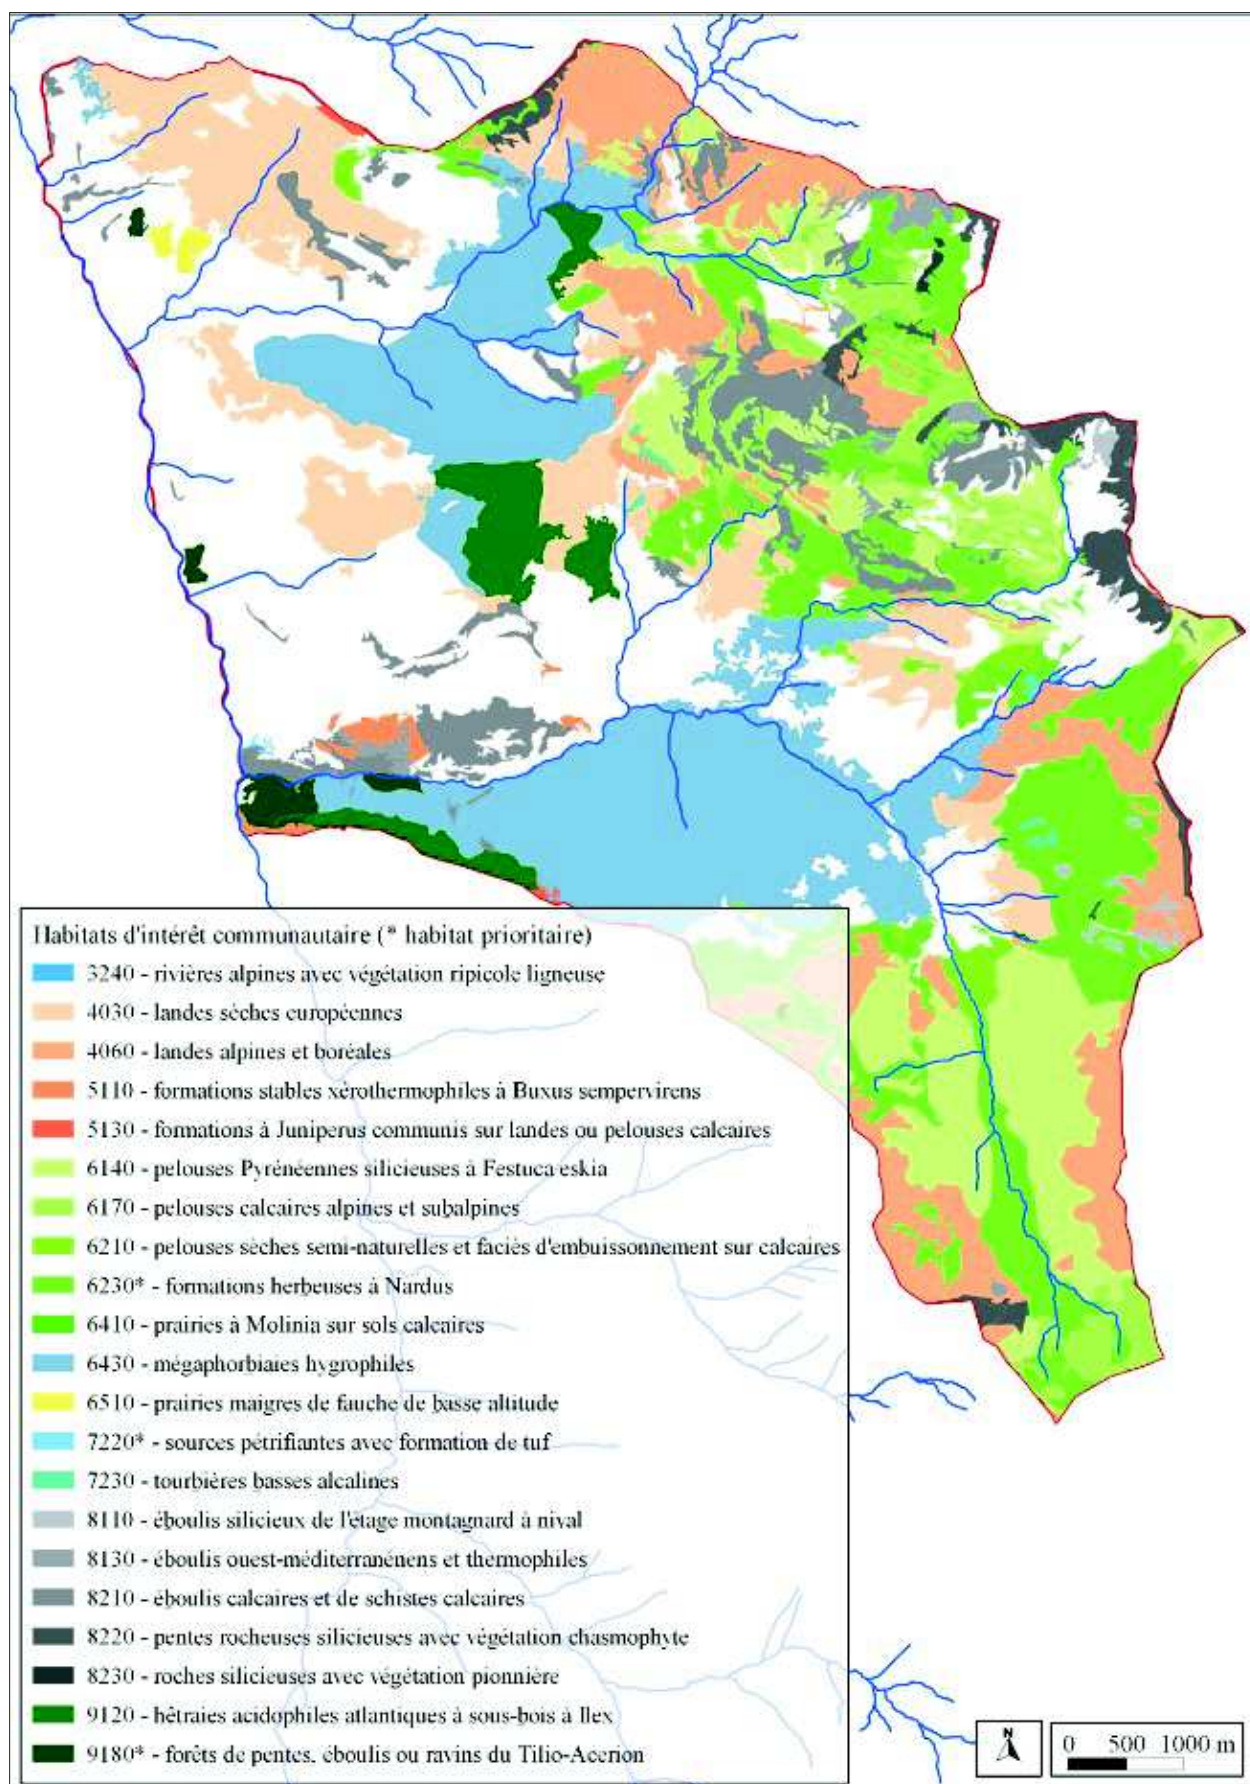 Habitats d'intérêt communautaire (* habitat prioritaire)
3240 - rivières alpines avec végétation ripicole ligneuse
4030 - landes sèches européennes
4060 - landes alpines et boréales
5110 - formations stables xérothermophiles à Buxus sempervirens
5130 - formations à Juniperus communis sur landes ou pelouses calcaires
6140 - pelouses Pyrénéennes silicieuses à Festuca eskia
6170 - pelouses calcaires alpines et subalpines
6210 - pelouses sèches semi-naturelles et faciès d'embuissonnement sur calcaires
6230* - formations herbeuses à Nardus
6410 - prairies à Molinia sur sols calcaires
6430 - mégaphorbiaies hygrophiles
6510 - prairies maigres de fauche de basse altitude
7220* - sources pétrifiantes avec formation de tuf
7230 - tourbières basses alcalines
8110 - éboulis silicieux de l'étage montagnard à nival
8130 - éboulis ouest-méditerranénens et thermophiles
8210 - éboulis calcaires et de schistes calcaires
8220 - pentes rocheuses silicieuses avec végétation chasmophyte
8230 - roches silicieuses avec végétation pionnière
9120 - hêtraies acidophiles atlantiques à sous-bois à Ilex
9180* - forêts de pentes, éboulis ou ravins du Tilio-Acerion
N
0 500 1000 m